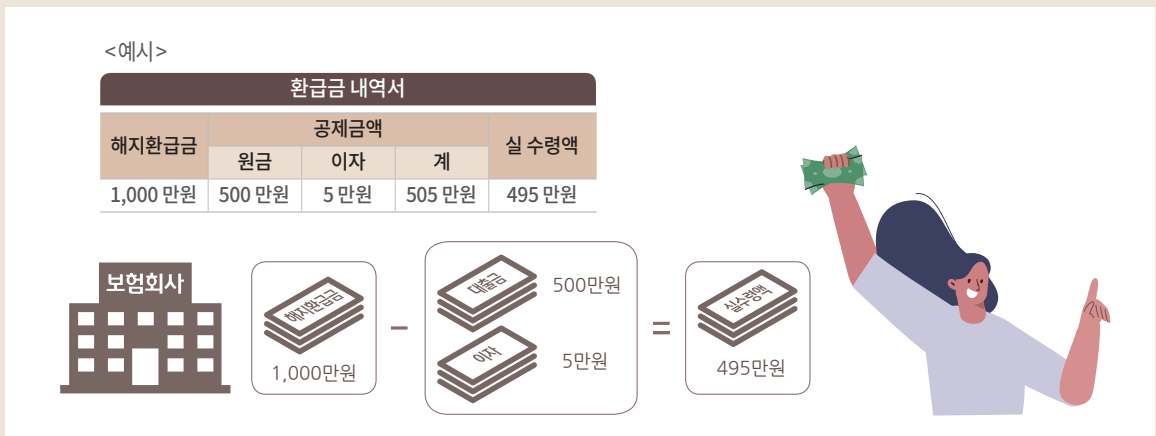 <예시>
환급금 내역서
해지환급금 공제금액 실 수령액
원금 이자 계
1,000 만원 500 만원 5 만원 505 만원 495 만원
보험회사
해지환급금
1,000만원
–
대출금
500만원
이자
5만원
=
실수령액
495만원